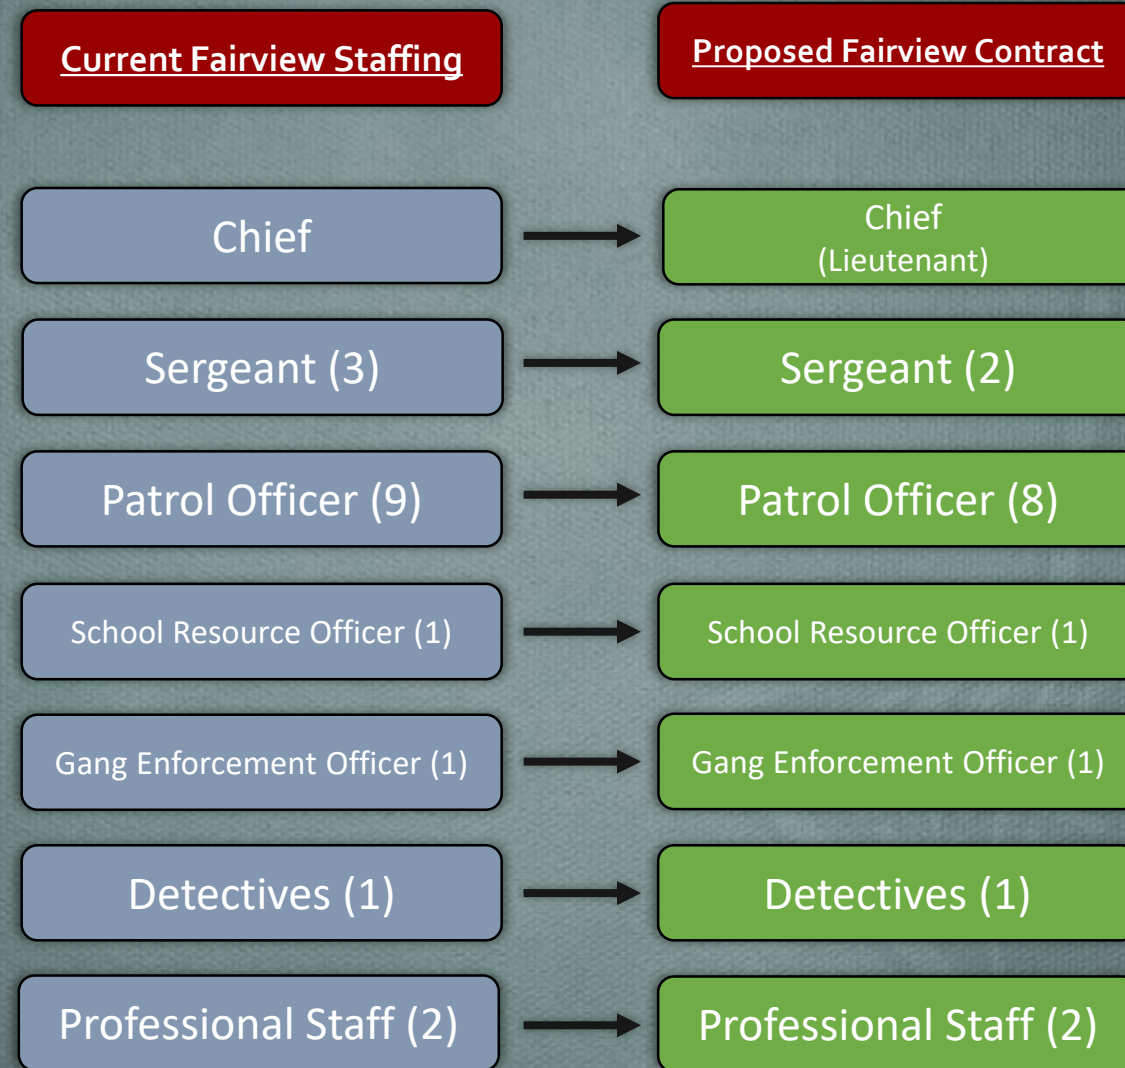 Current Fairview Staffing
Proposed Fairview Contract
Chief
Chief
(Lieutenant)
Sergeant (3)
Sergeant (2)
Patrol Officer (9)
Patrol Officer (8)
School Resource Officer (1)
School Resource Officer (1)
Gang Enforcement Officer (1)
Gang Enforcement Officer (1)
Detectives (1)
Detectives (1)
Professional Staff (2)
Professional Staff (2)